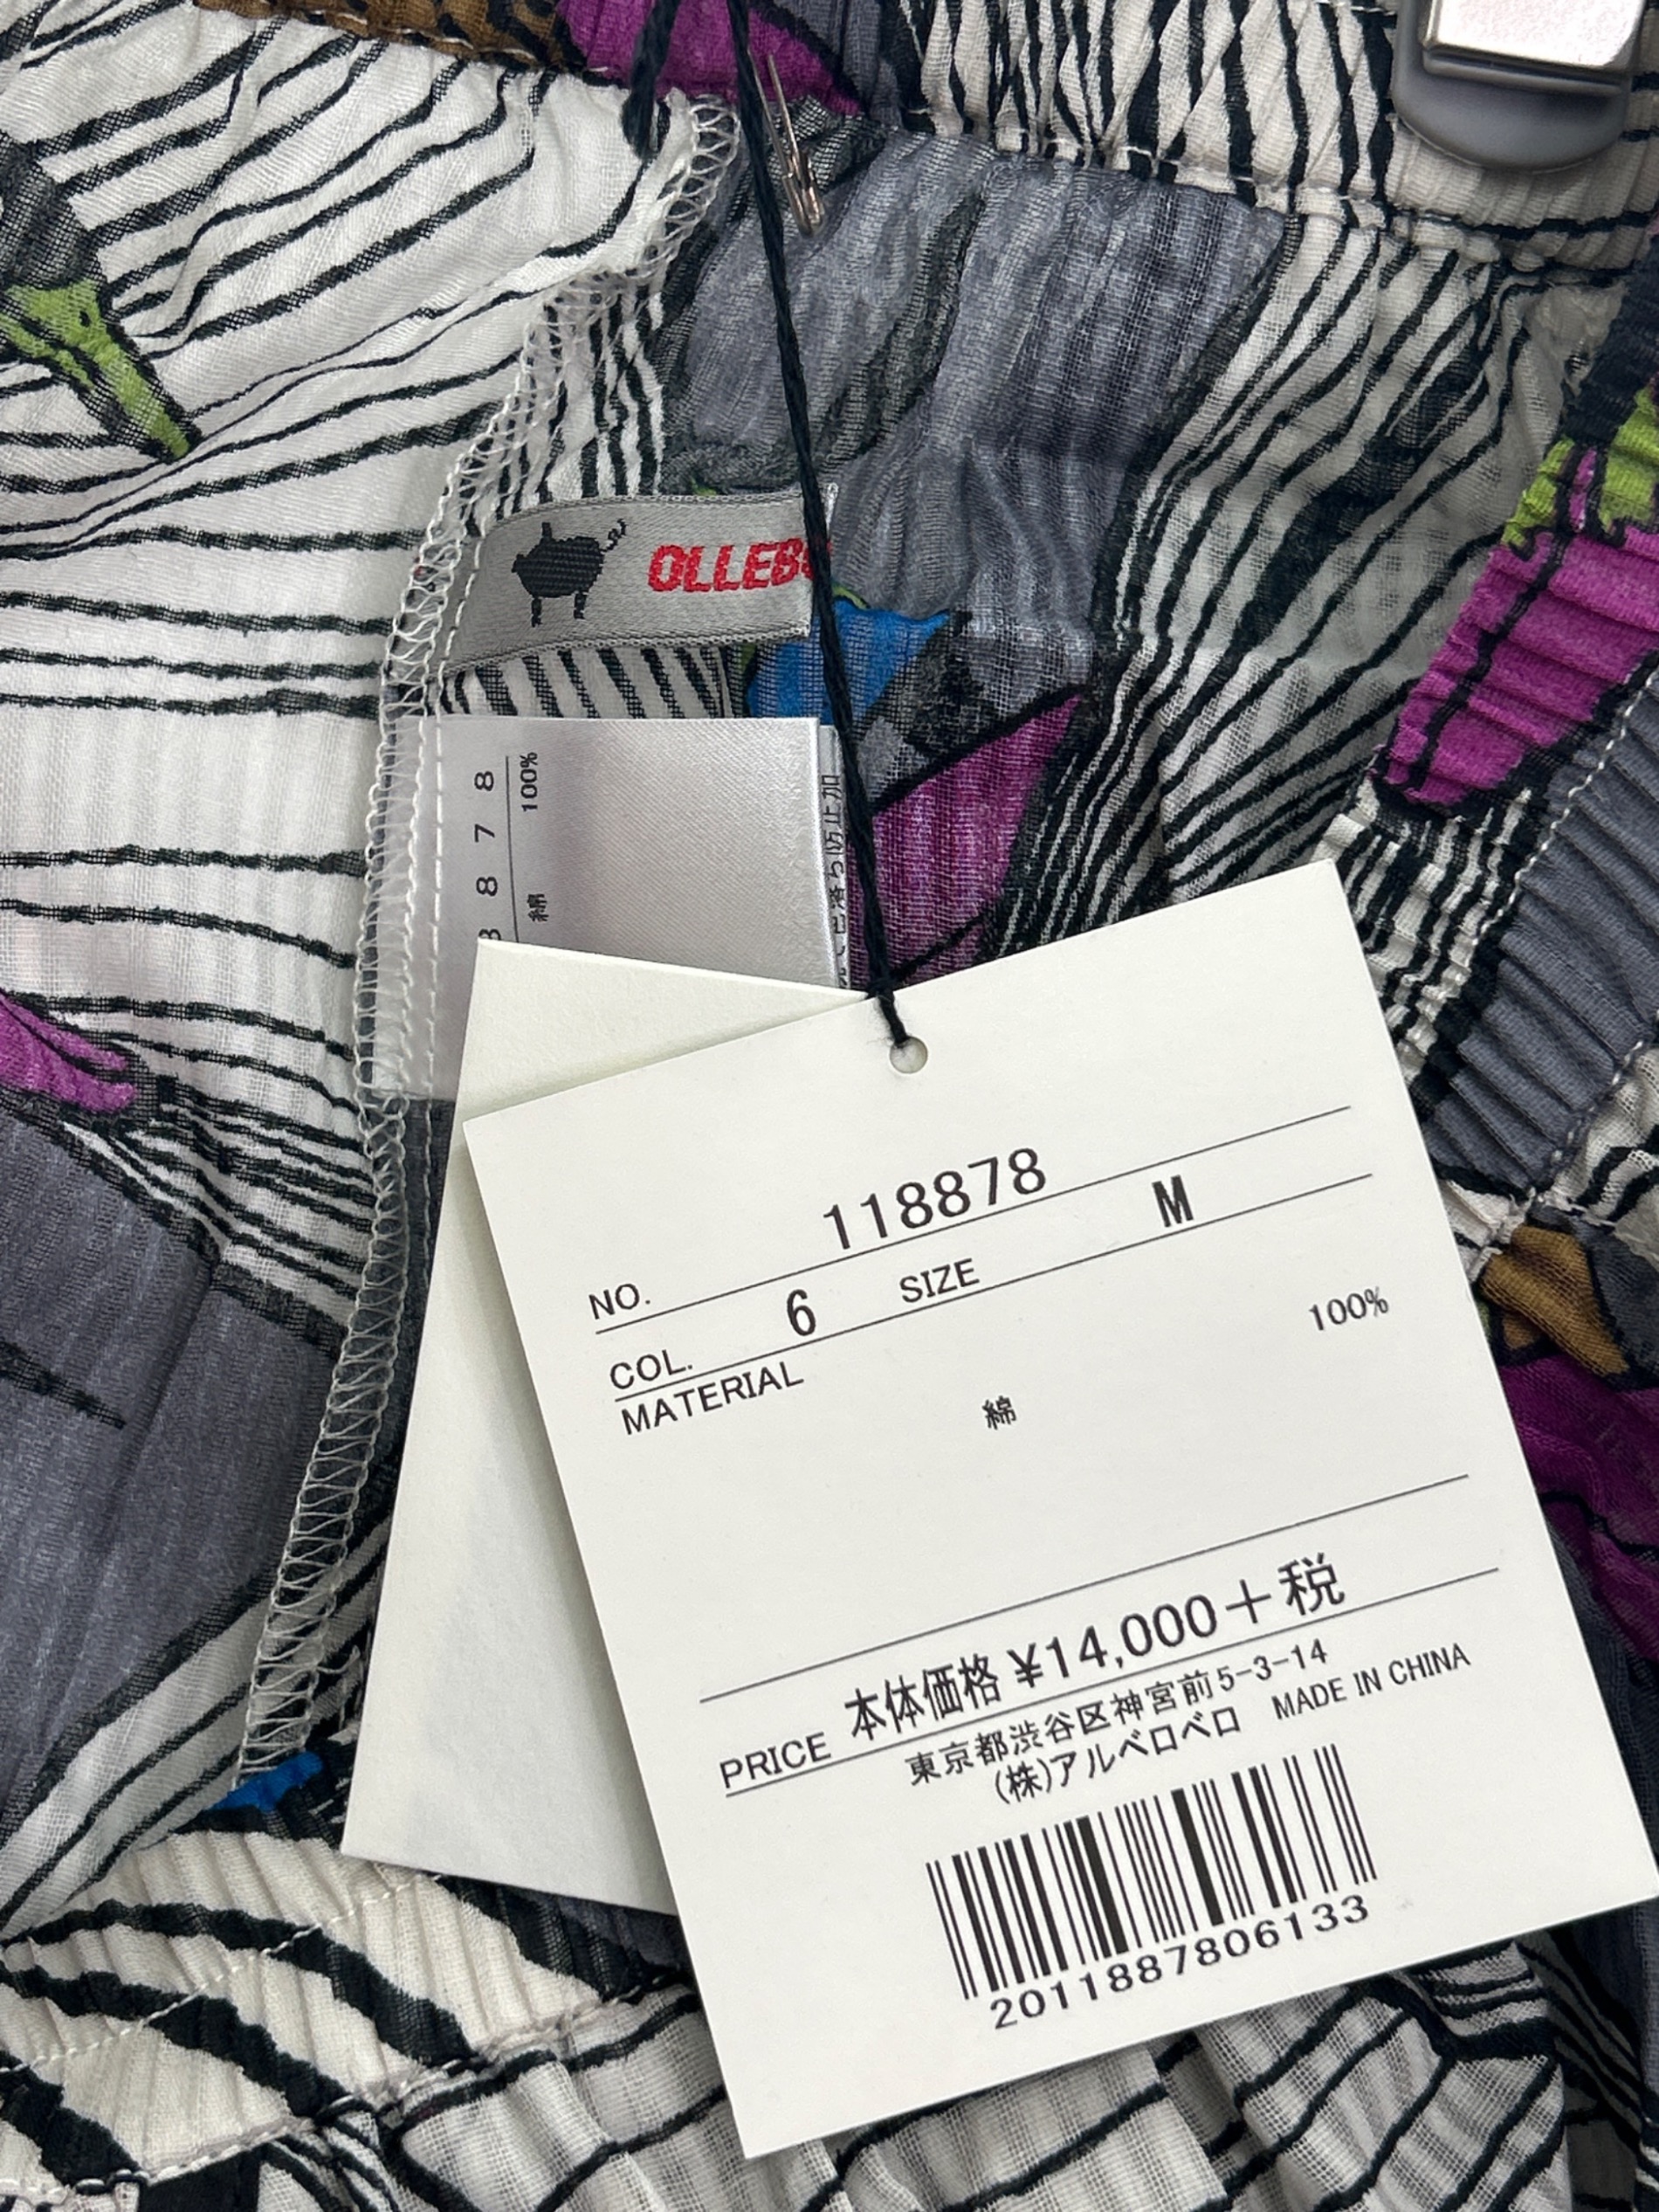 OLLEB
8878
綿 100%
NO. 118878
COL. 6 SIZE M
MATERIAL
綿 100%
PRICE 本体価格 ¥14,000+税
東京都渋谷区神宮前5-3-14
(株)アルベロベロ MADE IN CHINA
2011887806133